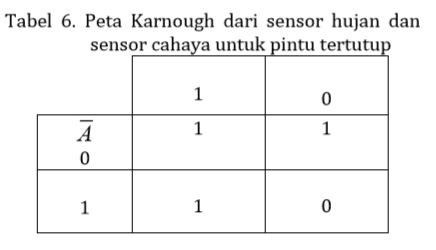 Tabel 6. Peta Karnough dari sensor hujan dan
sensor cahaya untuk pintu tertutup
1 0
A̅ 1 1
0
1 1 0